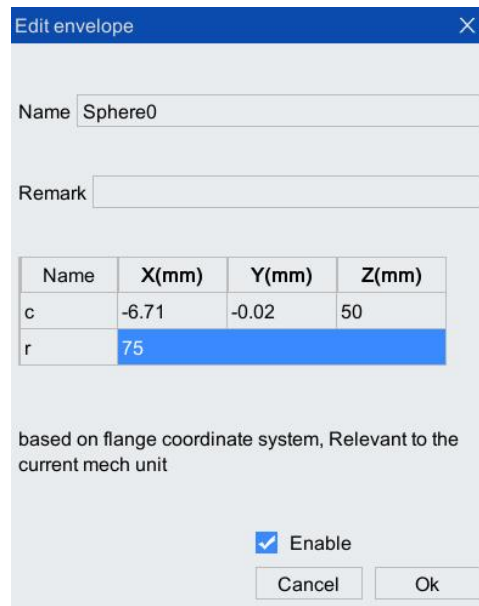 Edit envelope
Name Sphere0
Remark
Name X(mm) Y(mm) Z(mm)
c -6.71 -0.02 50
r 75
based on flange coordinate system, Relevant to the
current mech unit
Enable
Cancel Ok